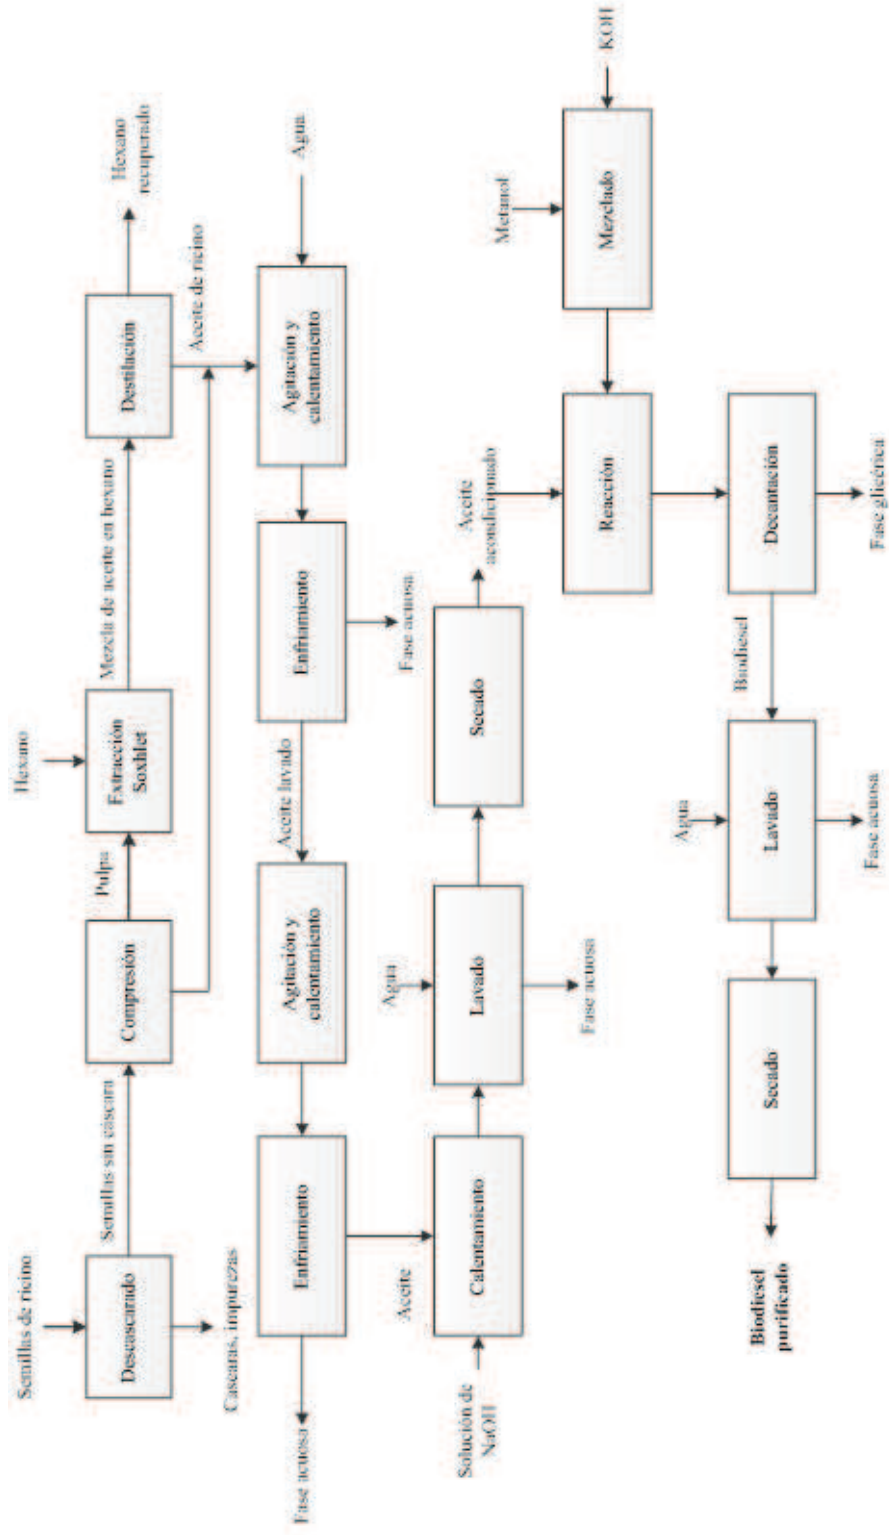 Semillas de ricino
Descascarado
Cascaras, impurezas
Semillas sin cáscara
Compresión
Pulpa
Hexano
Extracción
Soxhlet
Mezcla de aceite en hexano
Destilación
Hexano
recuperado
Aceite de ricino
Agua
Agitación y
calentamiento
Enfriamiento
Fase acuosa
Aceite lavado
Agitación y
calentamiento
Enfriamiento
Fase acuosa
Aceite
Solución de
NaOH
Calentamiento
Agua
Lavado
Fase acuosa
Secado
Aceite
acondicionado
Metanol
KOH
Mezclado
Reacción
Decantación
Fase glicérica
Biodiesel
Agua
Lavado
Fase acuosa
Secado
Biodiesel
purificado